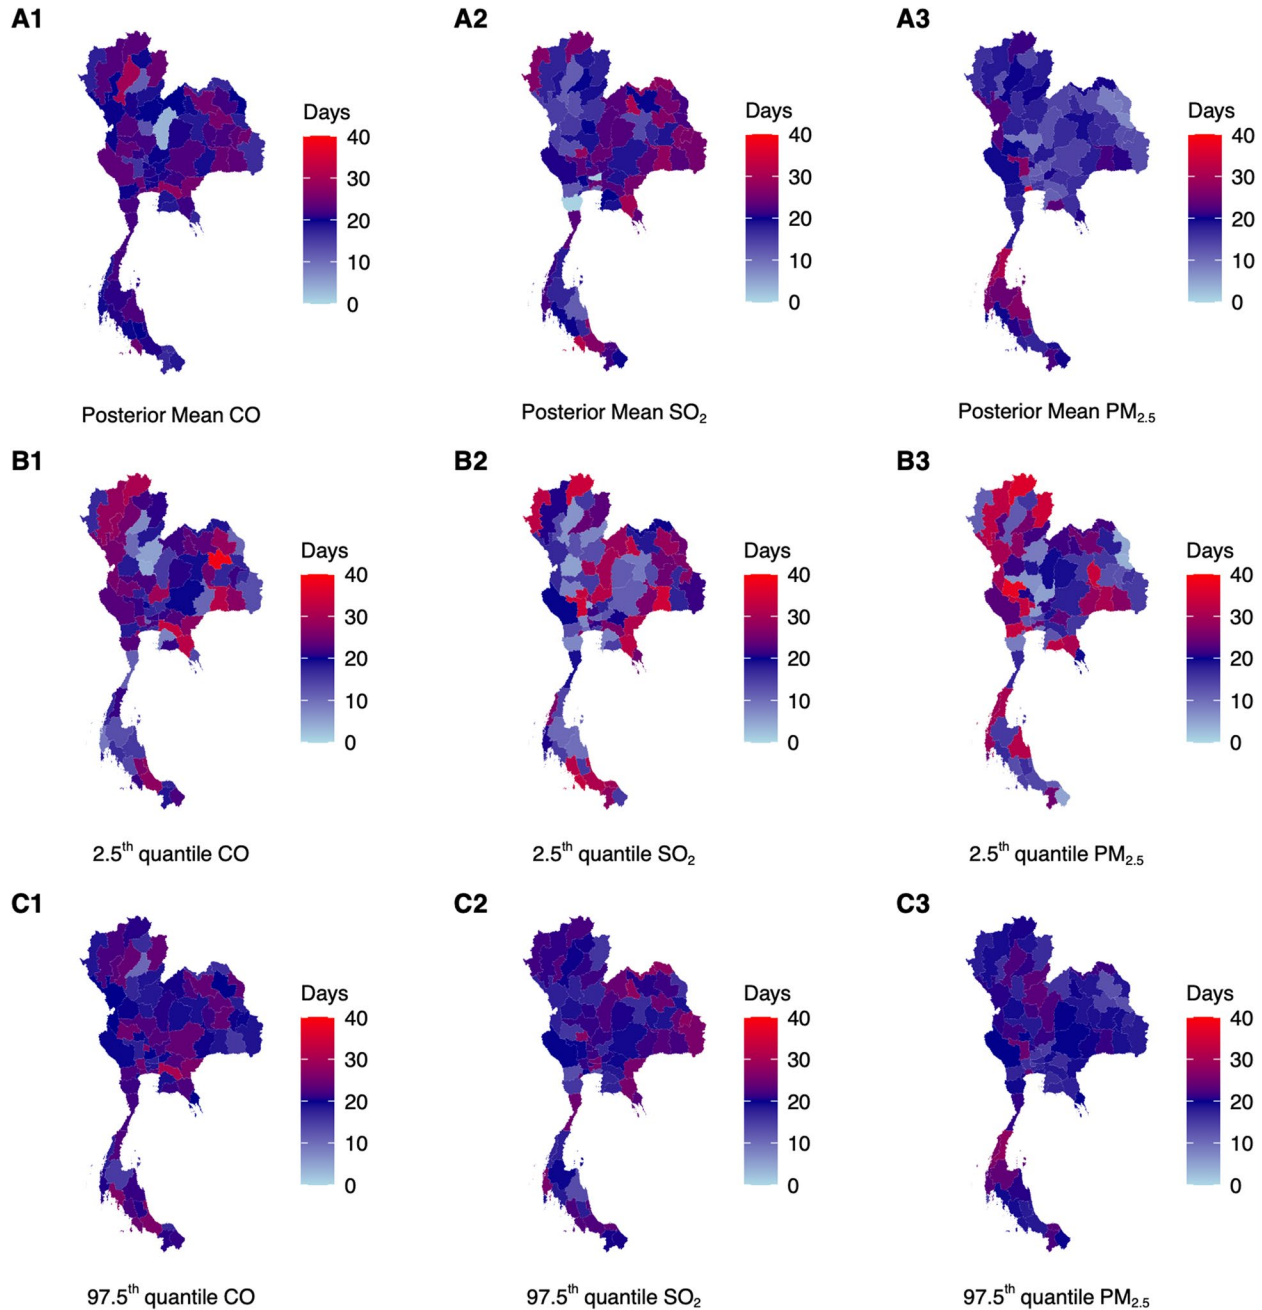 A1
A2
A3
Days
40
30
20
10
0
Days
40
30
20
10
0
Days
40
30
20
10
0
Posterior Mean CO
Posterior Mean SO₂
Posterior Mean PM₂.₅
B1
B2
B3
Days
40
30
20
10
0
Days
40
30
20
10
0
Days
40
30
20
10
0
2.5ᵗʰ quantile CO
2.5ᵗʰ quantile SO₂
2.5ᵗʰ quantile PM₂.₅
C1
C2
C3
Days
40
30
20
10
0
Days
40
30
20
10
0
Days
40
30
20
10
0
97.5ᵗʰ quantile CO
97.5ᵗʰ quantile SO₂
97.5ᵗʰ quantile PM₂.₅